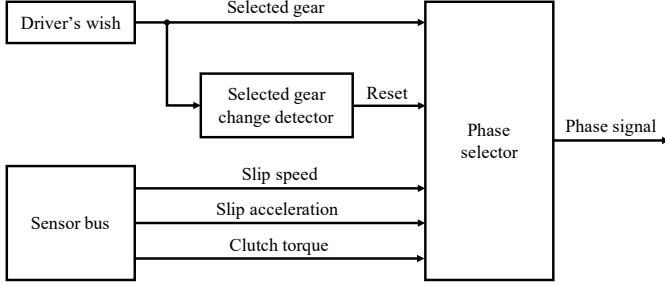 Driver's wish
Selected gear
Selected gear
change detector
Reset
Phase
selector
Phase signal
Sensor bus
Slip speed
Slip acceleration
Clutch torque